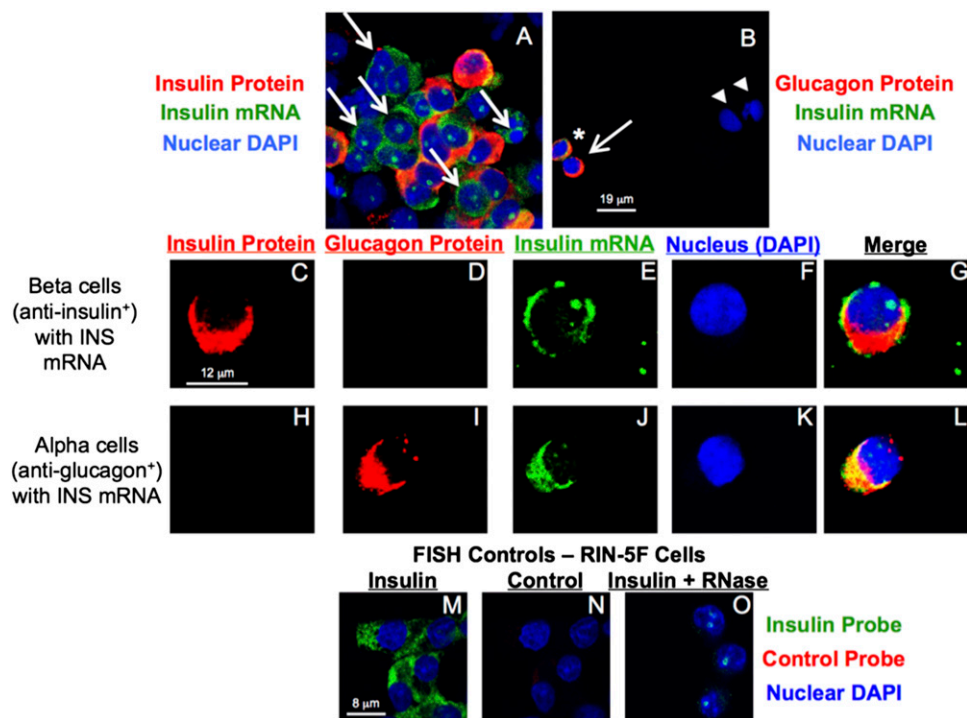 A
B
Insulin Protein
Insulin mRNA
Nuclear DAPI
Glucagon Protein
Insulin mRNA
Nuclear DAPI
*
19 μm
Insulin Protein Glucagon Protein Insulin mRNA Nucleus (DAPI) Merge
Beta cells
(anti-insulin⁺)
with INS
mRNA
C D E F G
12 μm
Alpha cells
(anti-glucagon⁺)
with INS mRNA
H I J K L
FISH Controls – RIN-5F Cells
Insulin Control Insulin + RNase
M N O
8 μm
Insulin Probe
Control Probe
Nuclear DAPI